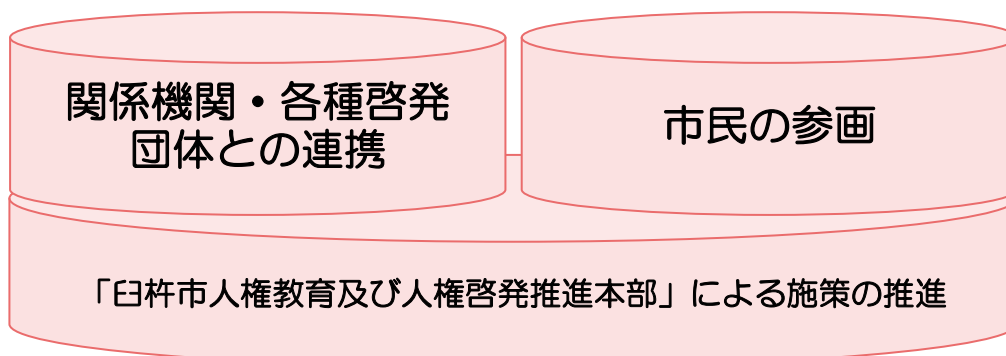 関係機関・各種啓発
団体との連携
市民の参画
「臼杵市人権教育及び人権啓発推進本部」による施策の推進